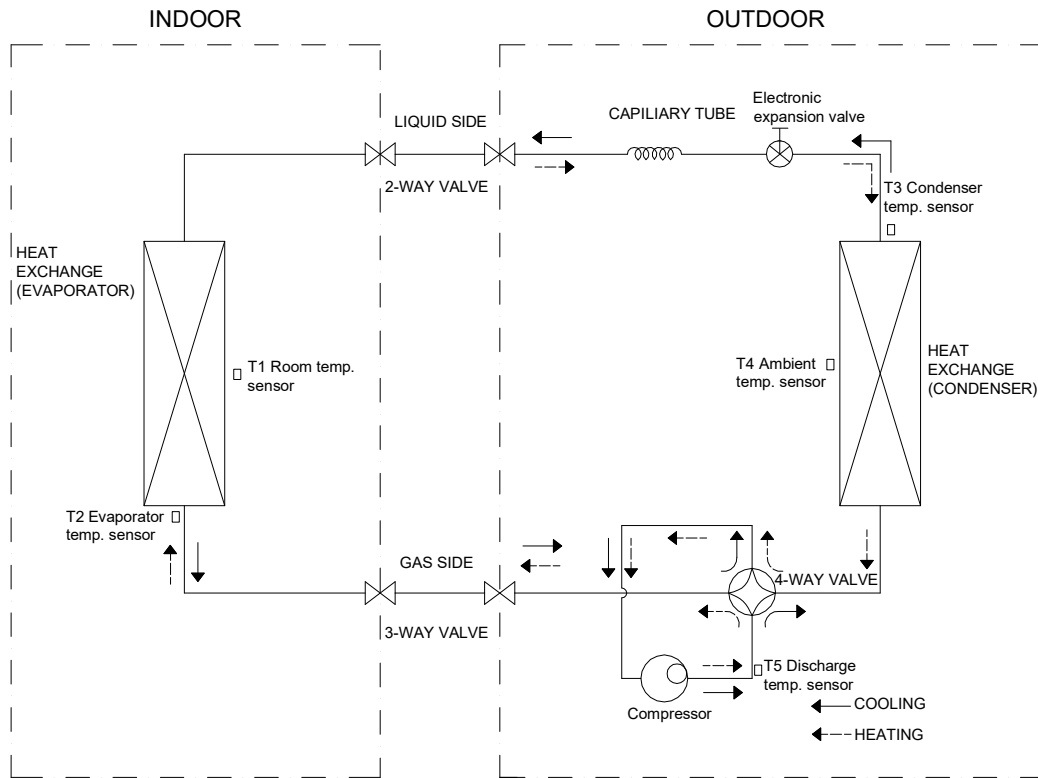 INDOOR
OUTDOOR
LIQUID SIDE
2-WAY VALVE
CAPILIARY TUBE
Electronic
expansion valve
T3 Condenser
temp. sensor
HEAT
EXCHANGE
(EVAPORATOR)
T1 Room temp.
sensor
T4 Ambient
temp. sensor
HEAT
EXCHANGE
(CONDENSER)
T2 Evaporator
temp. sensor
GAS SIDE
3-WAY VALVE
4-WAY VALVE
T5 Discharge
temp. sensor
Compressor
COOLING
HEATING